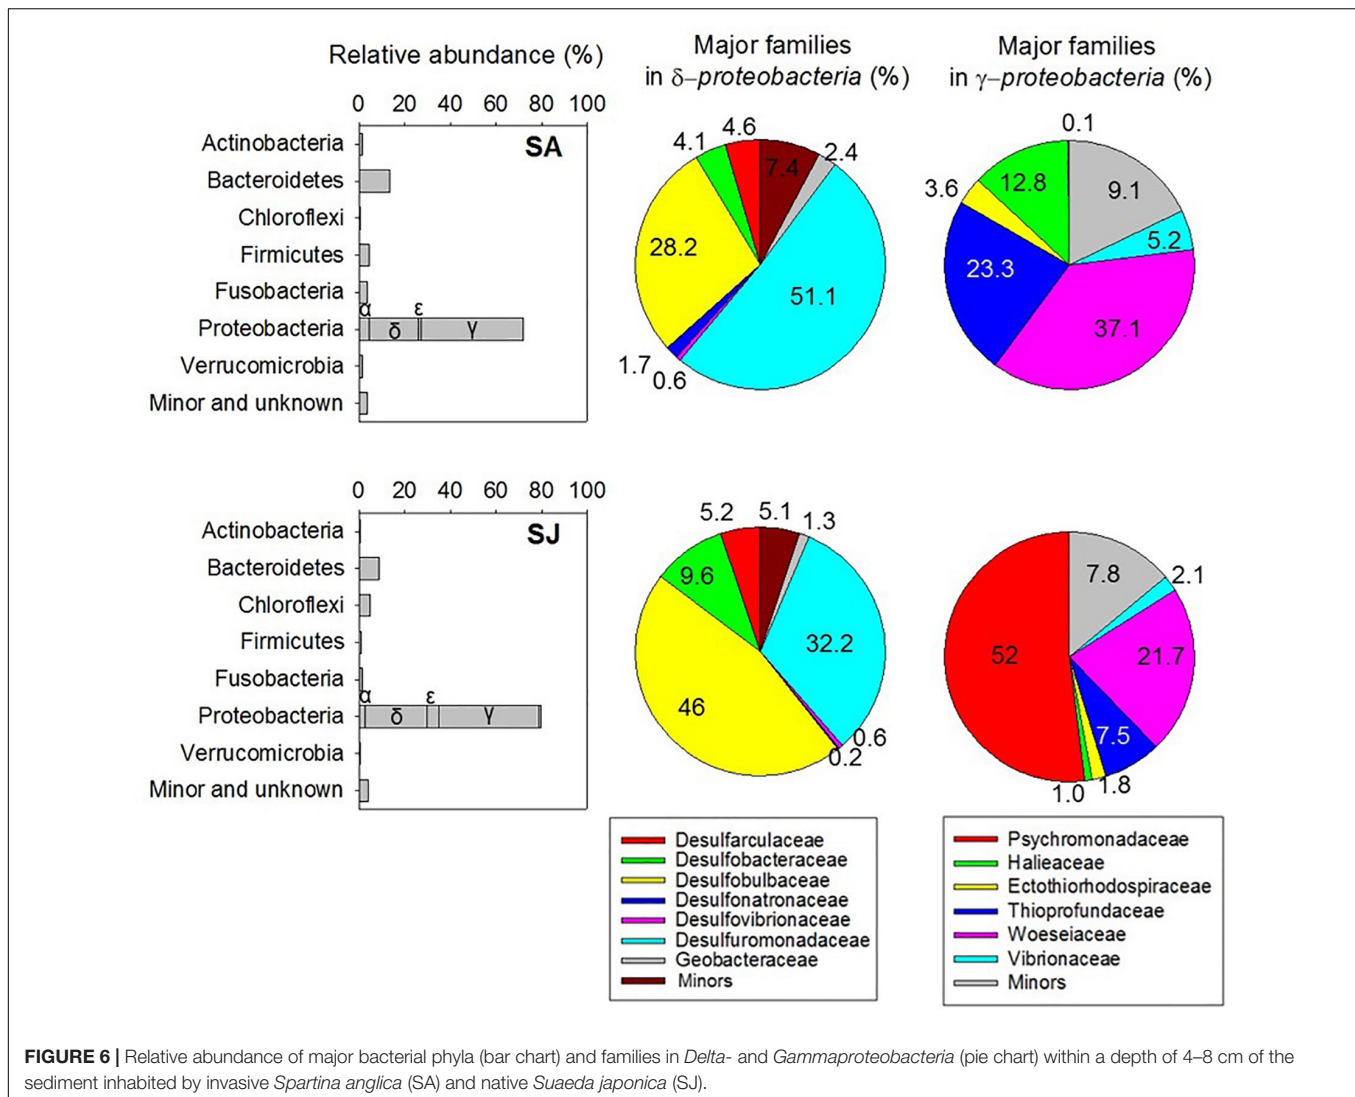 Relative abundance (%)
0 20 40 60 80 100
SA
Actinobacteria
Bacteroidetes
Chloroflexi
Firmicutes
Fusobacteria
α ε
Proteobacteria δ γ
Verrucomicrobia
Minor and unknown
Major families
in δ–proteobacteria (%)
4.6
4.1
7.4
2.4
28.2
51.1
1.7
0.6
Major families
in γ–proteobacteria (%)
0.1
12.8
9.1
3.6
5.2
23.3
37.1
0 20 40 60 80 100
SJ
Actinobacteria
Bacteroidetes
Chloroflexi
Firmicutes
Fusobacteria
α ε
Proteobacteria δ γ
Verrucomicrobia
Minor and unknown
5.2
5.1
1.3
9.6
32.2
46
0.6
0.2
7.8
2.1
52
21.7
7.5
1.8
1.0
Desulfarculaceae
Desulfobacteraceae
Desulfobulbaceae
Desulfonatronaceae
Desulfovibrionaceae
Desulfuromonadaceae
Geobacteraceae
Minors
Psychromonadaceae
Halieaceae
Ectothiorhodospiraceae
Thioprofundaceae
Woeseiaceae
Vibrionaceae
Minors
FIGURE 6 | Relative abundance of major bacterial phyla (bar chart) and families in Delta- and Gammaproteobacteria (pie chart) within a depth of 4–8 cm of the
sediment inhabited by invasive Spartina anglica (SA) and native Suaeda japonica (SJ).